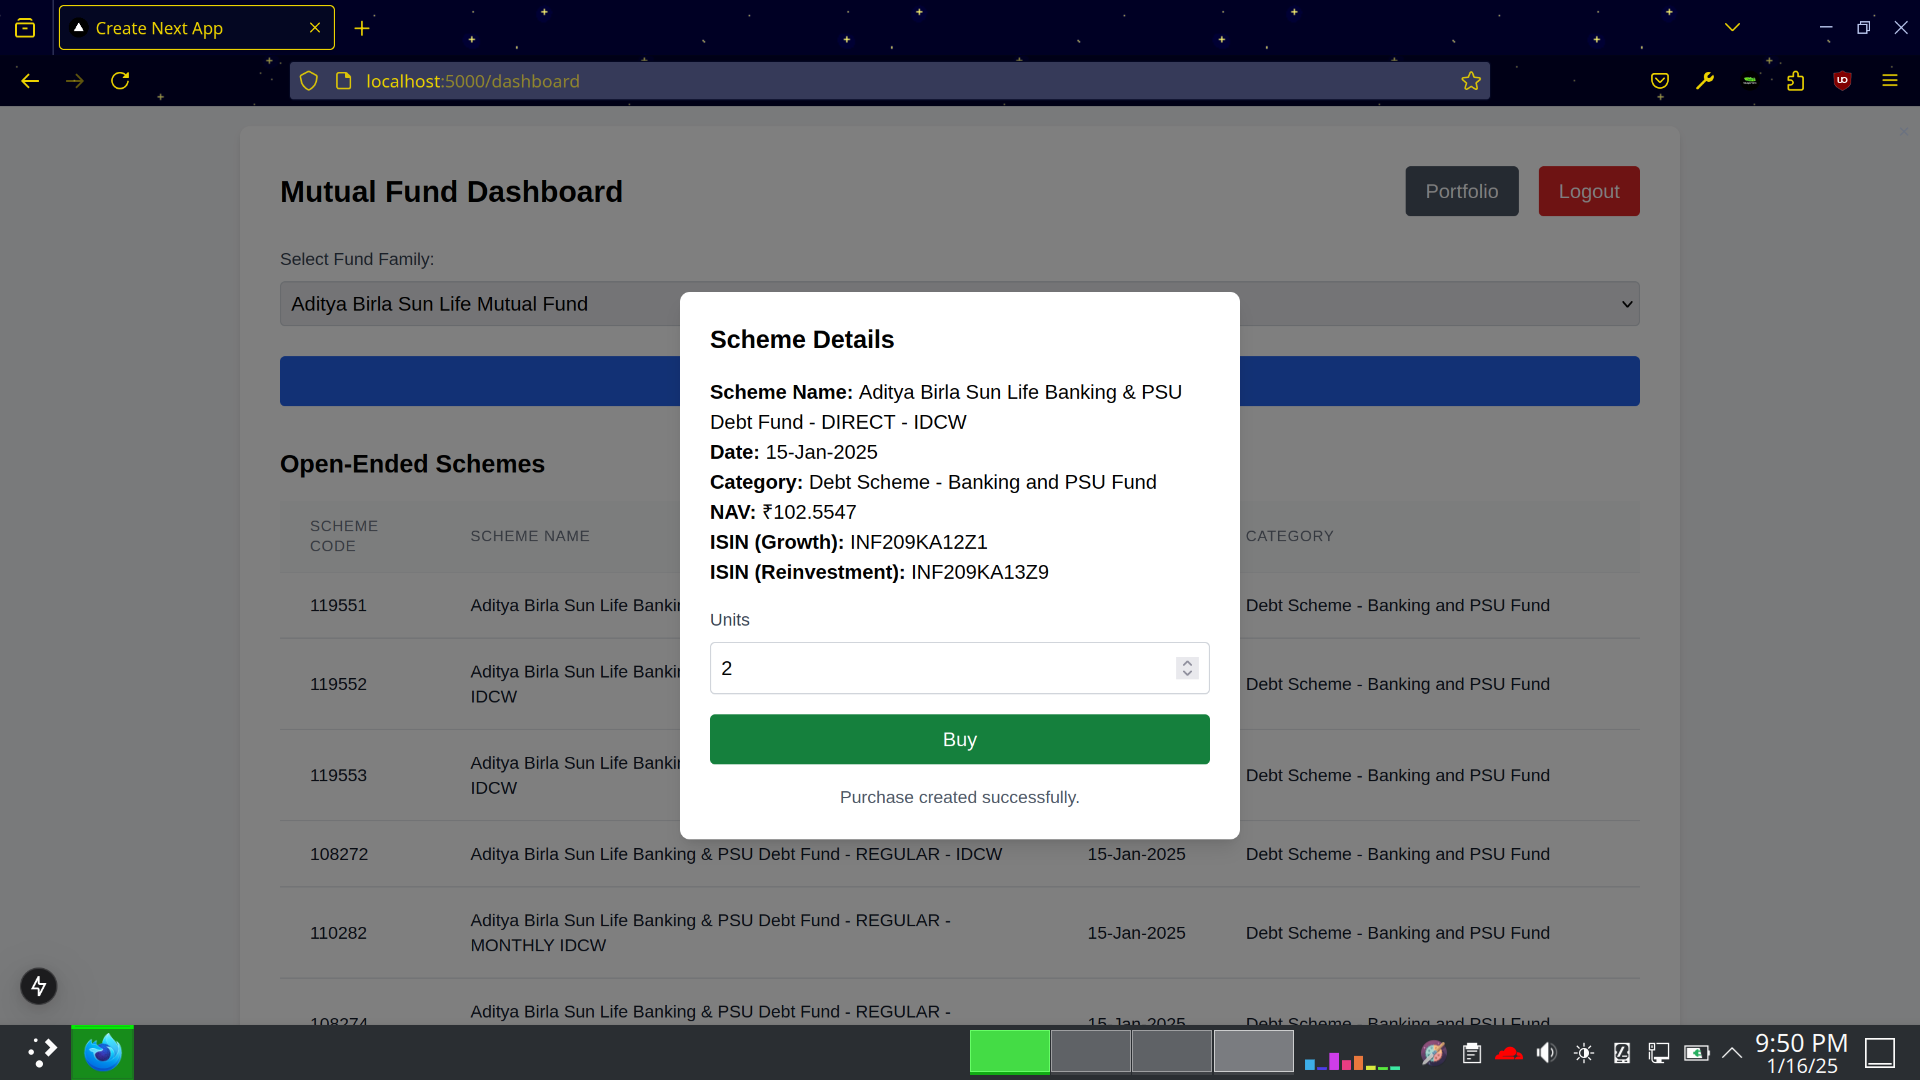 Create Next App
localhost:5000/dashboard
Mutual Fund Dashboard
Portfolio
Logout
Select Fund Family:
Aditya Birla Sun Life Mutual Fund
Scheme Details
Scheme Name: Aditya Birla Sun Life Banking & PSU
Debt Fund - DIRECT - IDCW
Date: 15-Jan-2025
Category: Debt Scheme - Banking and PSU Fund
NAV: ₹102.5547
ISIN (Growth): INF209KA12Z1
ISIN (Reinvestment): INF209KA13Z9
Units
2
Buy
Purchase created successfully.
Open-Ended Schemes
SCHEME
CODE
SCHEME NAME
CATEGORY
119551
Aditya Birla Sun Life
Debt Scheme - Banking and PSU Fund
119552
Aditya Birla Sun Life
IDCW
Debt Scheme - Banking and PSU Fund
119553
Aditya Birla Sun Life
IDCW
Debt Scheme - Banking and PSU Fund
108272
Aditya Birla Sun Life Banking & PSU Debt Fund - REGULAR - IDCW
15-Jan-2025
Debt Scheme - Banking and PSU Fund
110282
Aditya Birla Sun Life Banking & PSU Debt Fund - REGULAR -
MONTHLY IDCW
15-Jan-2025
Debt Scheme - Banking and PSU Fund
108274
Aditya Birla Sun Life Banking & PSU Debt Fund - REGULAR -
15-Jan-2025
Debt Scheme - Banking and PSU Fund
9:50 PM
1/16/25